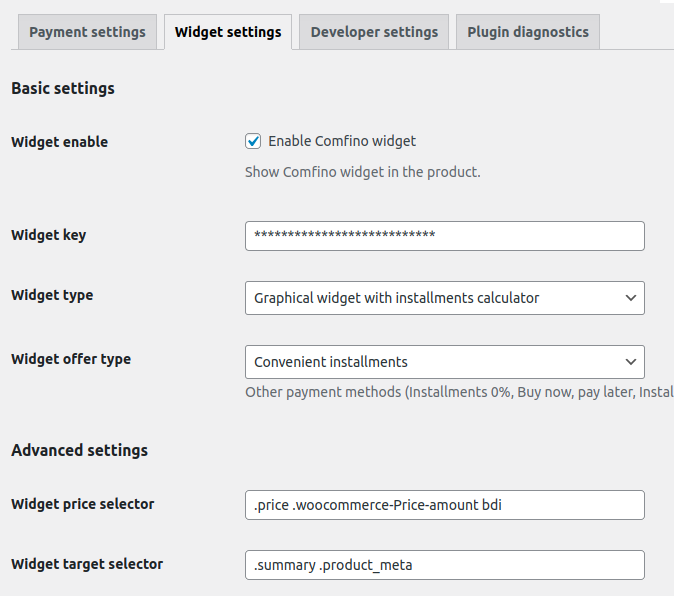 Payment settings Widget settings Developer settings Plugin diagnostics
Basic settings
Widget enable Enable Comfino widget
Show Comfino widget in the product.
Widget key ***************************
Widget type Graphical widget with installments calculator
Widget offer type Convenient installments
Other payment methods (Installments 0%, Buy now, pay later, Instal
Advanced settings
Widget price selector .price .woocommerce-Price-amount bdi
Widget target selector .summary .product_meta